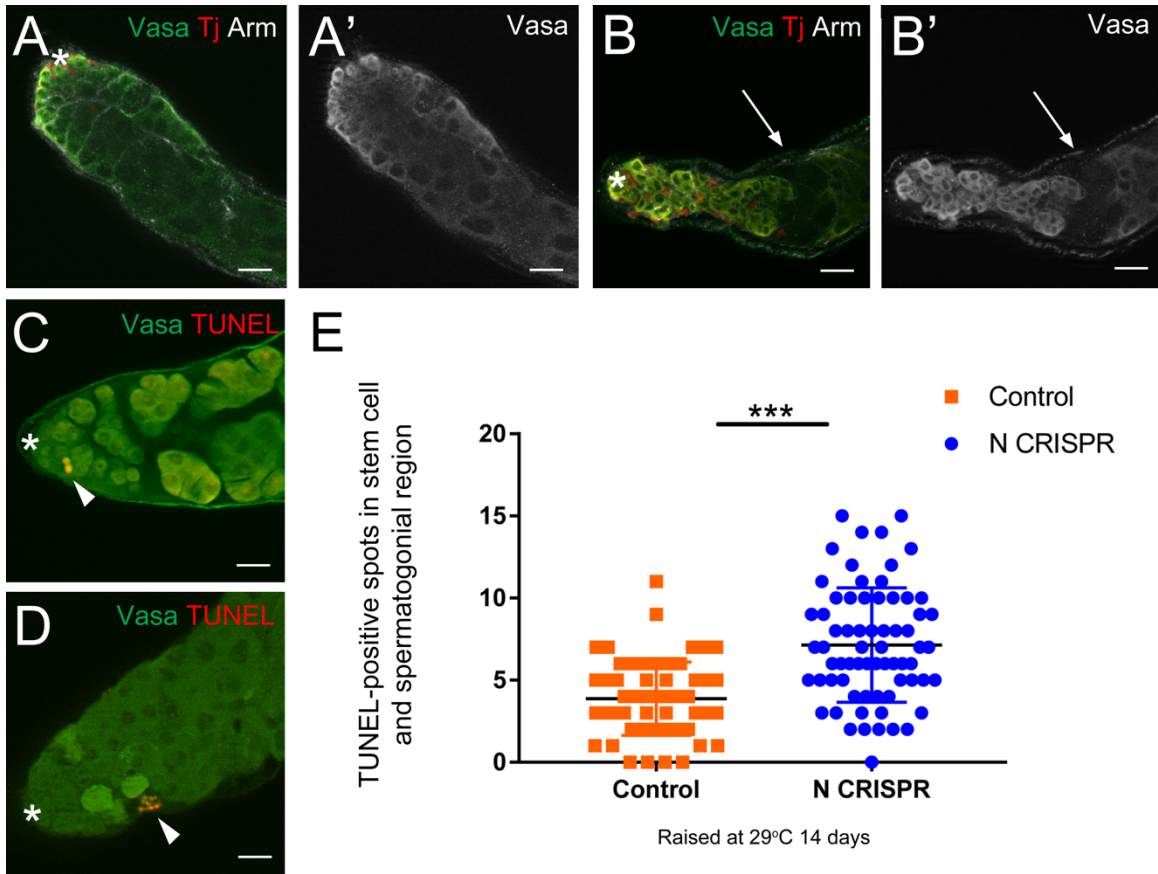 A
Vasa Tj Arm
*
A'
Vasa
B
Vasa Tj Arm
*
B'
Vasa
C
Vasa TUNEL
*
D
Vasa TUNEL
*
E
TUNEL-positive spots in stem cell
and spermatogonial region
20
15
10
5
0
***
Control
N CRISPR
Control
N CRISPR
Raised at 29°C 14 days